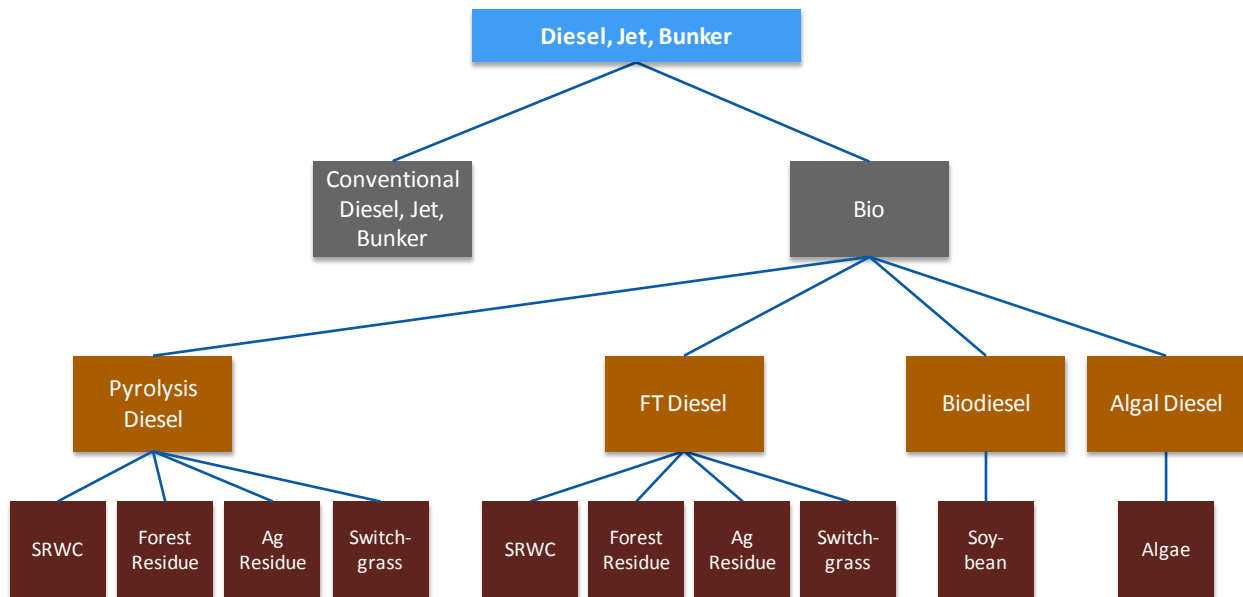 Diesel, Jet, Bunker
Conventional
Diesel, Jet,
Bunker
Bio
Pyrolysis
Diesel
FT Diesel
Biodiesel
Algal Diesel
SRWC
Forest
Residue
Ag
Residue
Switch-
grass
SRWC
Forest
Residue
Ag
Residue
Switch-
grass
Soy-
bean
Algae